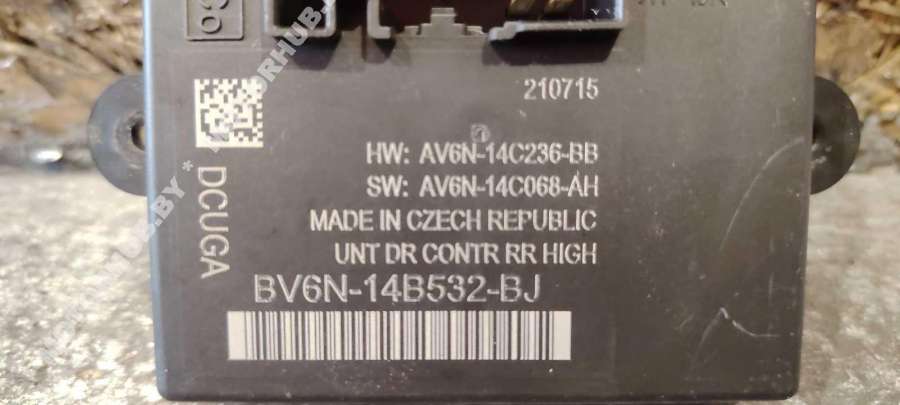 210715
HW: AV6N-14C236-BB
SW: AV6N-14C068-AH
MADE IN CZECH REPUBLIC
UNT DR CONTR RR HIGH
DCUGA
BV6N-14B532-BJ